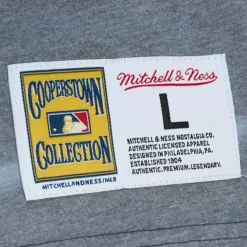 COOPERSTOWN
COLLECTION
MITCHELLANDNESS/MLB
Mitchell & Ness
L
MITCHELL & NESS NOSTALGIA CO.
AUTHENTIC LICENSED APPAREL
DESIGNED IN PHILADELPHIA, PA.
ESTABLISHED 1904
AUTHENTIC. PREMIUM. LEGENDARY.